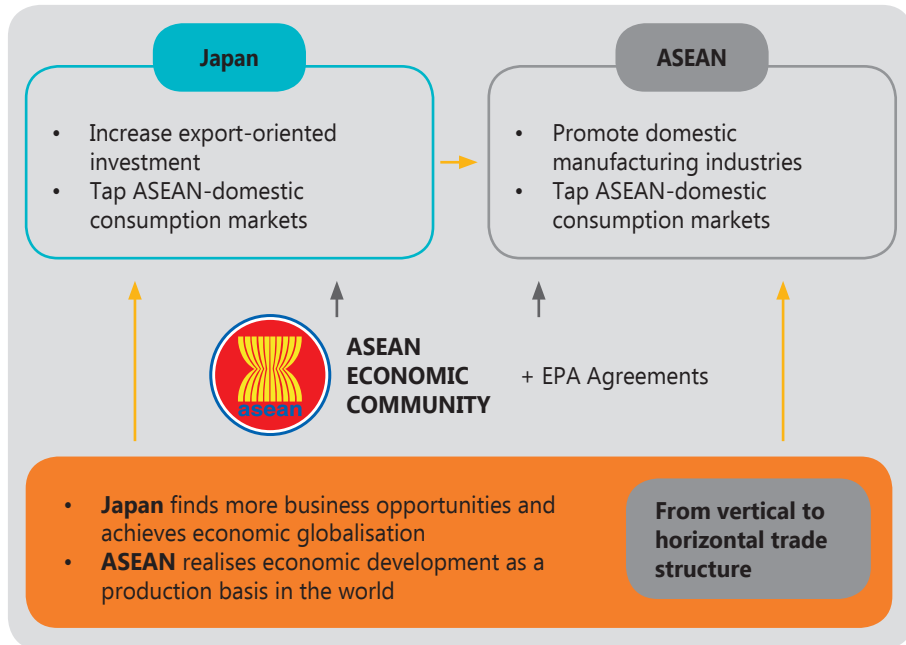 Japan
• Increase export-oriented
investment
• Tap ASEAN-domestic
consumption markets
ASEAN
• Promote domestic
manufacturing industries
• Tap ASEAN-domestic
consumption markets
asean
ASEAN
ECONOMIC
COMMUNITY
+ EPA Agreements
• Japan finds more business opportunities and
achieves economic globalisation
• ASEAN realises economic development as a
production basis in the world
From vertical to
horizontal trade
structure